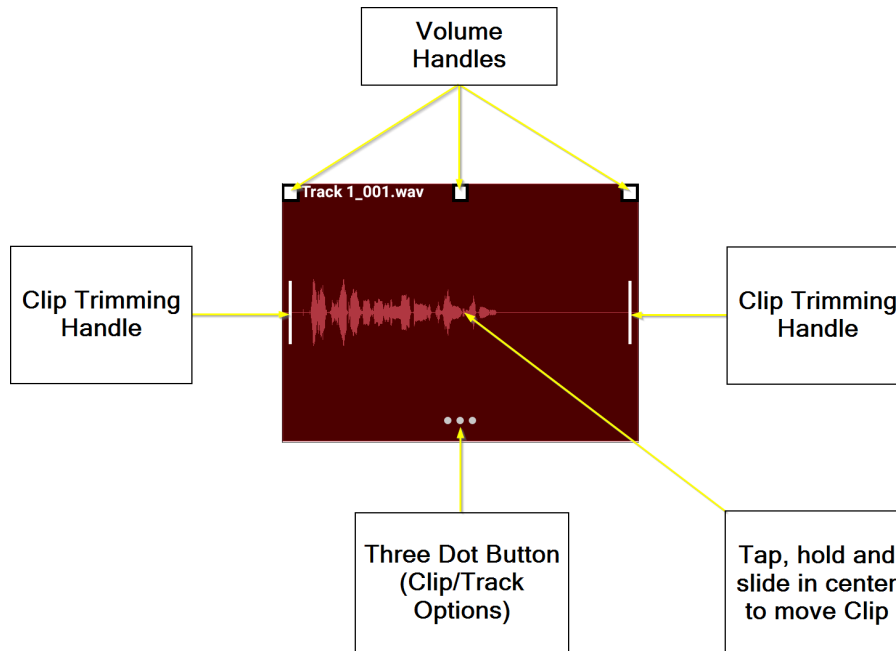 Volume
Handles
Track 1_001.wav
Clip Trimming
Handle
Clip Trimming
Handle
Three Dot Button
(Clip/Track
Options)
Tap, hold and
slide in center
to move Clip